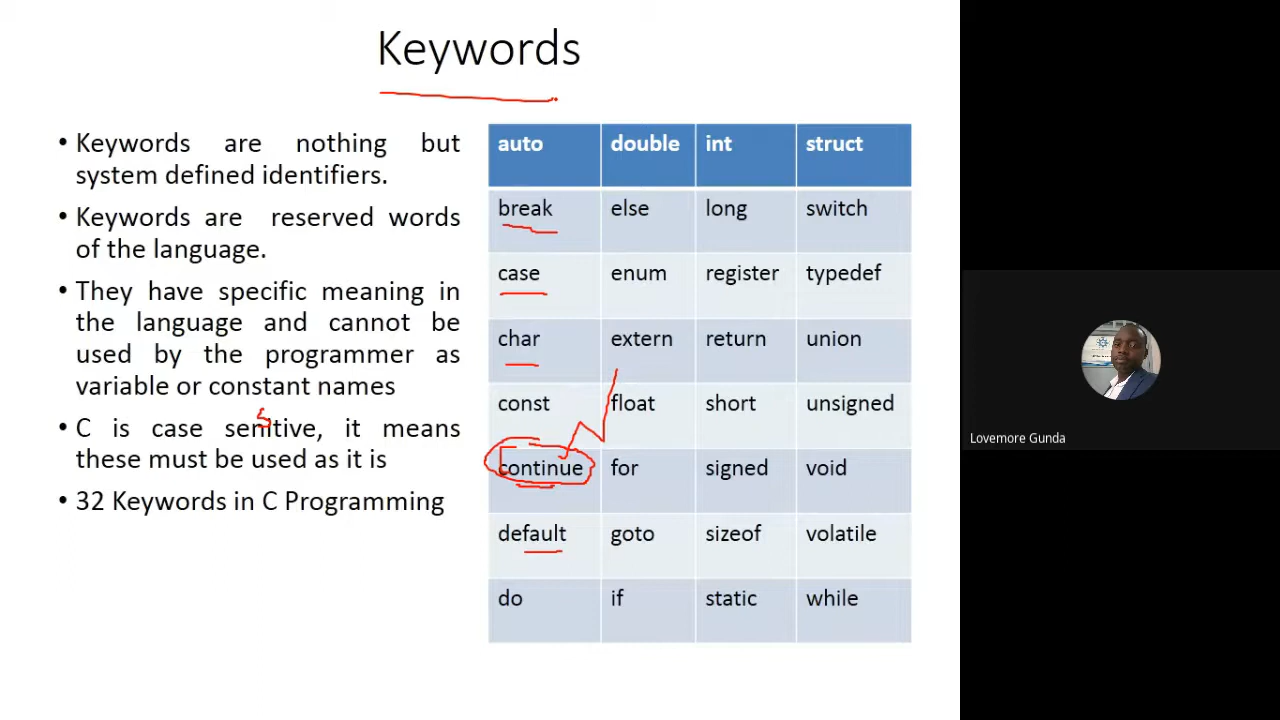 Keywords
• Keywords are nothing but
system defined identifiers.
• Keywords are reserved words
of the language.
• They have specific meaning in
the language and cannot be
used by the programmer as
variable or constant names
s
• C is case senitive, it means
these must be used as it is
• 32 Keywords in C Programming
auto double int struct
break else long switch
case enum register typedef
char extern return union
const float short unsigned
continue for signed void
default goto sizeof volatile
do if static while
Lovemore Gunda